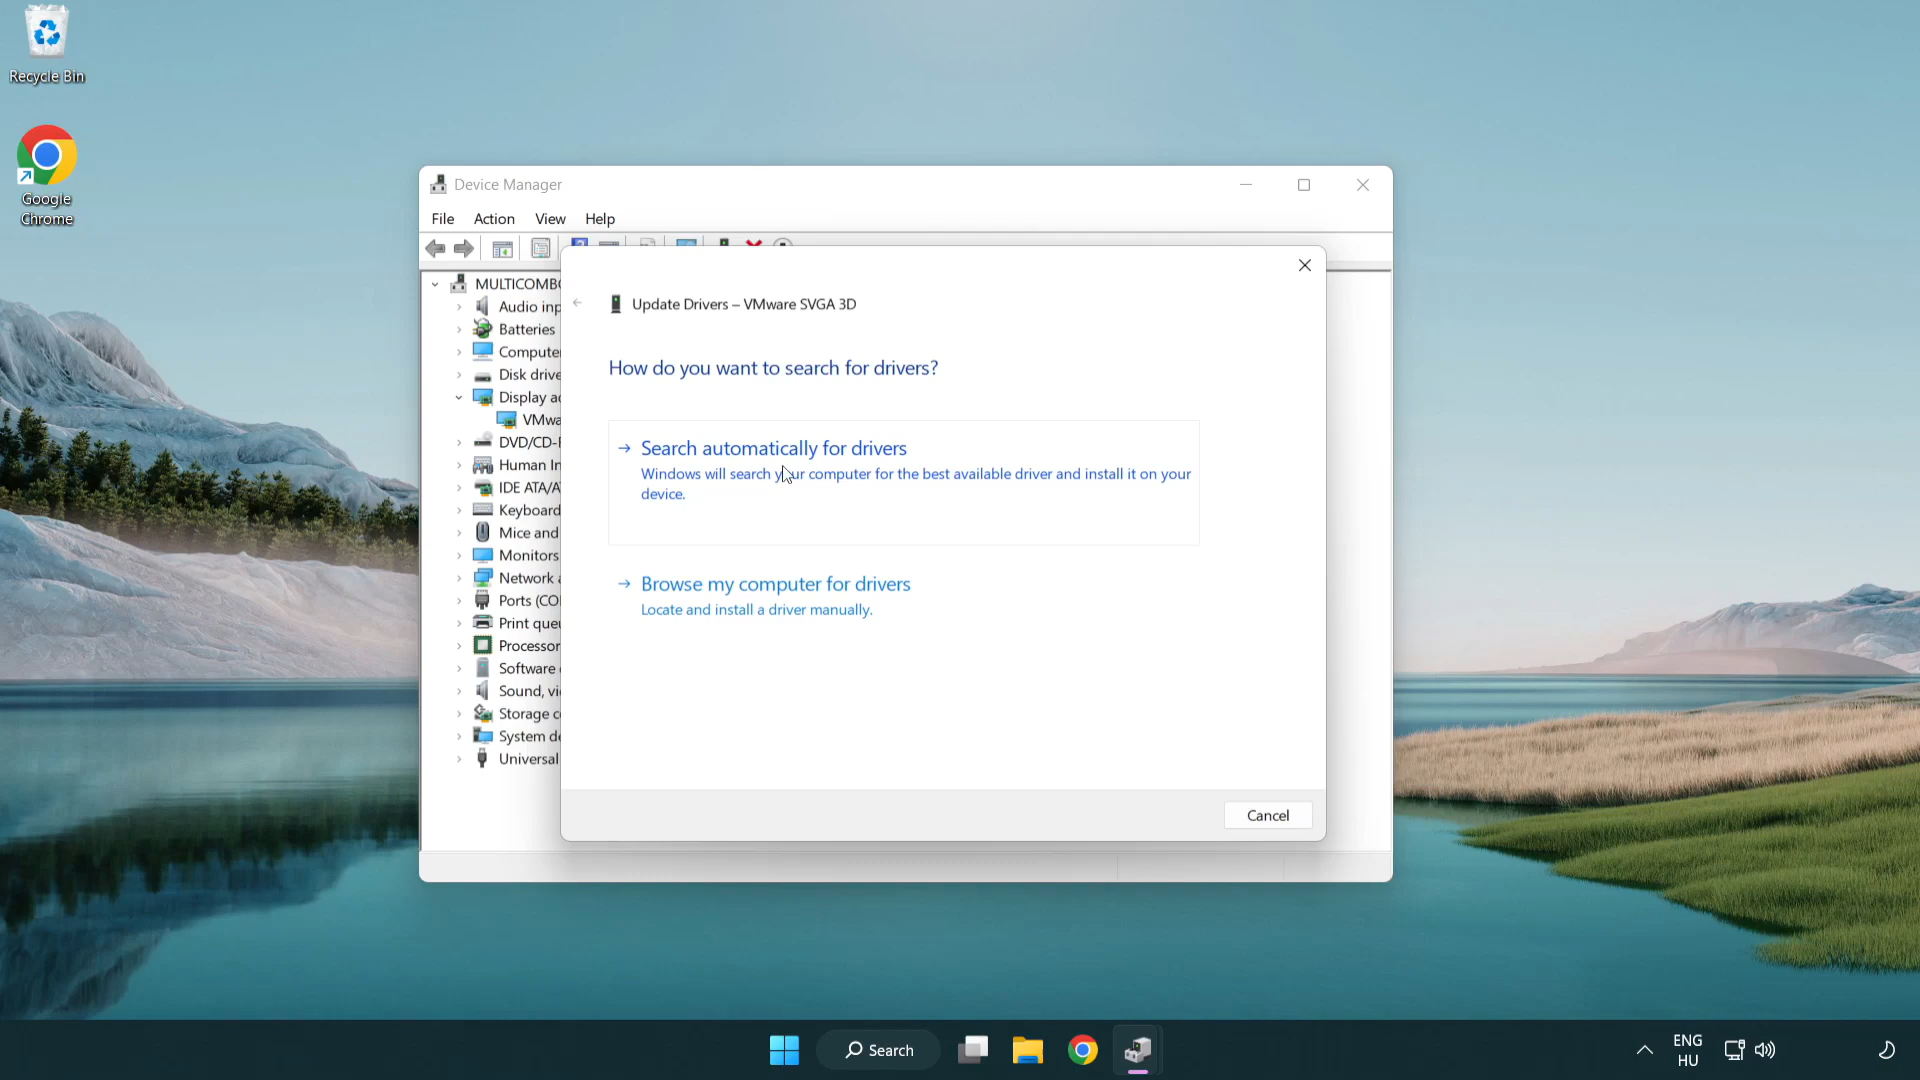 Recycle Bin
Google
Chrome
Device Manager
File Action View Help
Update Drivers – VMware SVGA 3D
How do you want to search for drivers?
Search automatically for drivers
Windows will search your computer for the best available driver and install it on your
device.
Browse my computer for drivers
Locate and install a driver manually.
Cancel
MULTICOMB
Audio inp
Batteries
Compute
Disk drive
Display a
VMwa
DVD/CD-
Human In
IDE ATA/A
Keyboard
Mice and
Monitors
Network a
Ports (CO
Print que
Processor
Software
Sound, vi
Storage c
System de
Universal
Search
ENG
HU